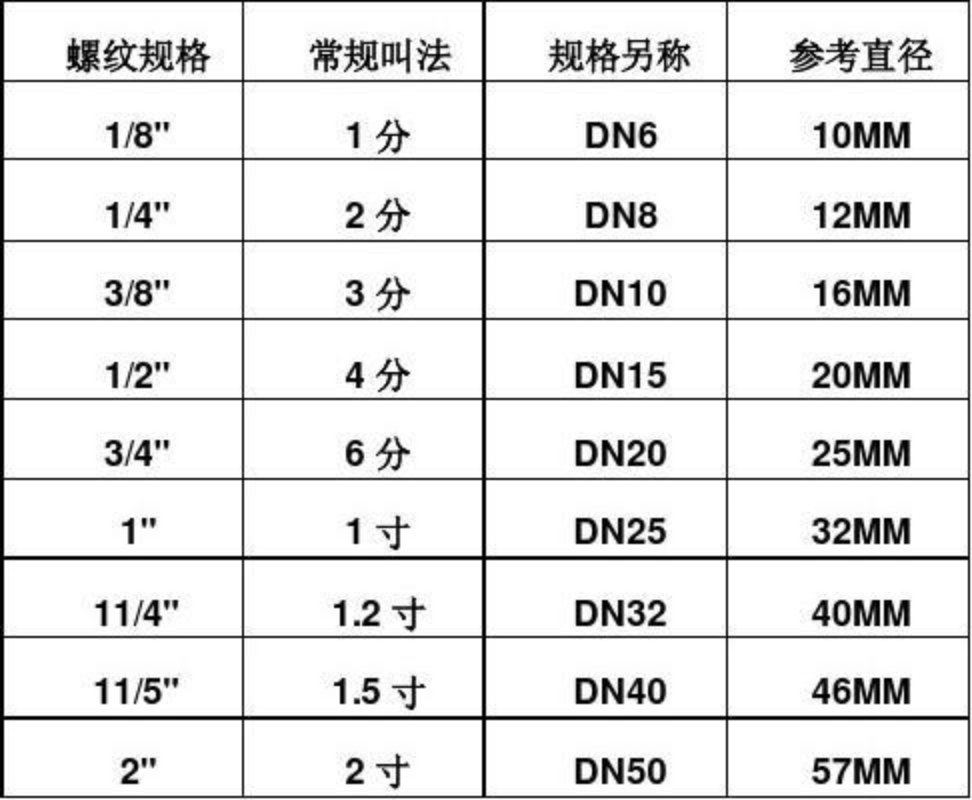 螺纹规格 常规叫法 规格另称 参考直径
1/8" 1 分 DN6 10MM
1/4" 2 分 DN8 12MM
3/8" 3 分 DN10 16MM
1/2" 4 分 DN15 20MM
3/4" 6 分 DN20 25MM
1" 1 寸 DN25 32MM
11/4" 1.2 寸 DN32 40MM
11/5" 1.5 寸 DN40 46MM
2" 2 寸 DN50 57MM